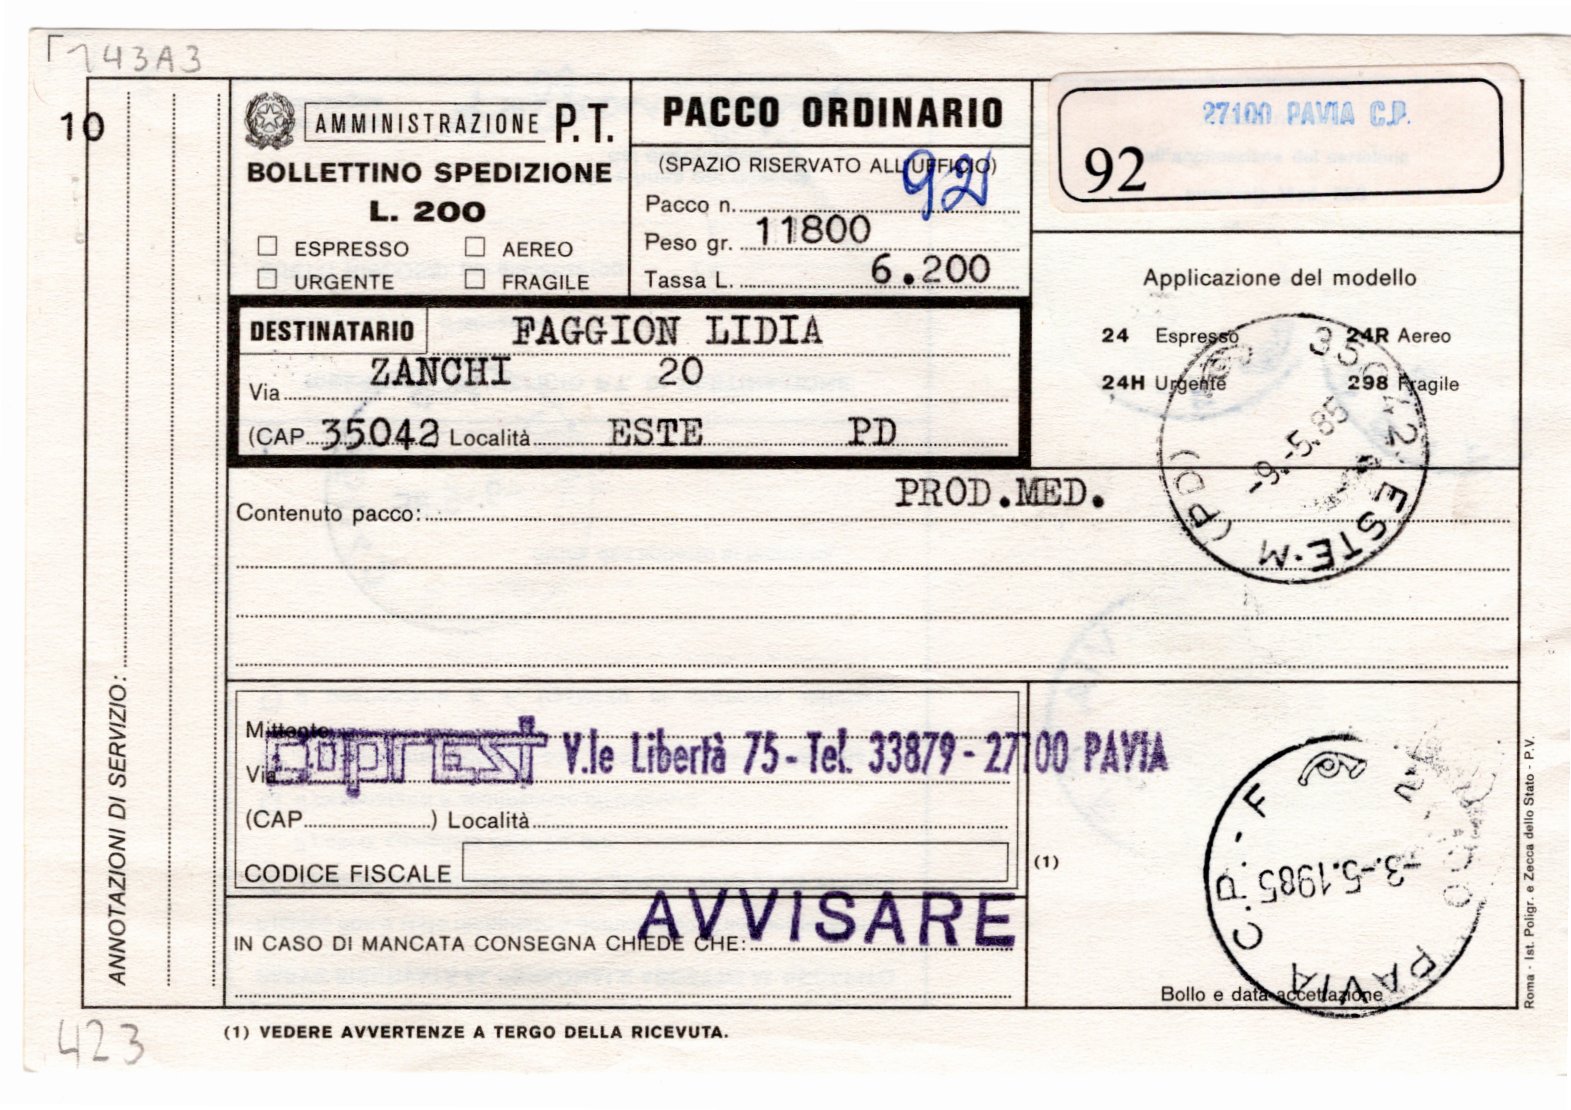 743A3
10
AMMINISTRAZIONE P.T.
BOLLETTINO SPEDIZIONE
L. 200
ESPRESSO AEREO
URGENTE FRAGILE
PACCO ORDINARIO
(SPAZIO RISERVATO ALL'UFFICIO)
Pacco n. 92
Peso gr. 11800
Tassa L. 6.200
27100 PAVIA C.P.
92
Applicazione del modello
24 Espresso 24R Aereo
24H Urgente 298 Fragile
35042 ESTE-M (PD)
-9.-5.85
DESTINATARIO FAGGION LIDIA
Via ZANCHI 20
(CAP 35042) Località ESTE PD
Contenuto pacco: PROD.MED.
ANNOTAZIONI DI SERVIZIO:
Mittente
Via
coprest V.le Libertà 75 - Tel. 33879 - 27100 PAVIA
(CAP ) Località
CODICE FISCALE
(1)
AVVISARE
IN CASO DI MANCATA CONSEGNA CHIEDE CHE:
PAVIA C.P. - F
-3.-5.1985
Bollo e data accettazione
Roma - Ist. Poligr. e Zecca dello Stato - P.V.
(1) VEDERE AVVERTENZE A TERGO DELLA RICEVUTA.
423